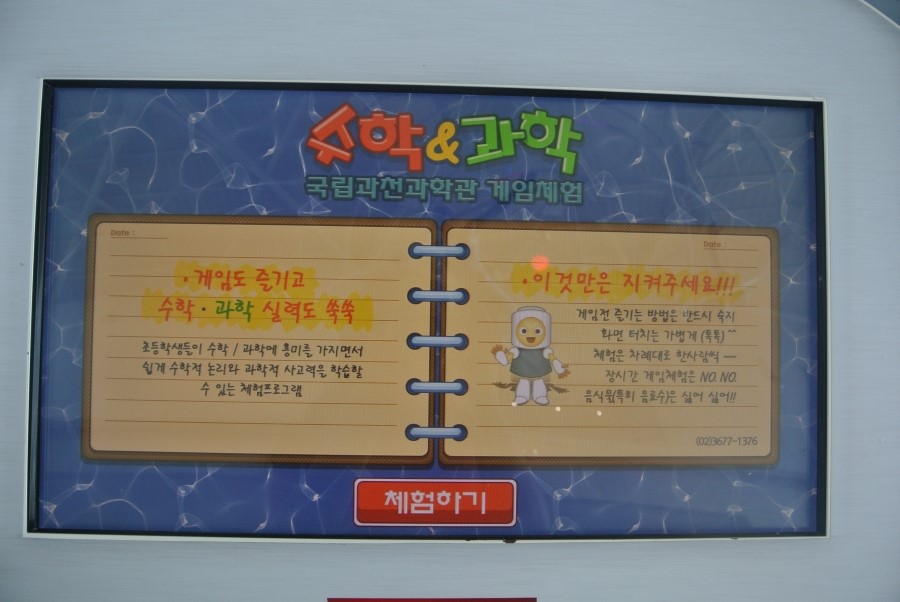 수학&과학
국립과천과학관 게임체험
Date :
· 게임도 즐기고
수학 · 과학 실력도 쑥쑥
초등학생들이 수학 / 과학에 흥미를 가지면서
쉽게 수학적 논리와 과학적 사고력을 학습할
수 있는 체험프로그램
Date :
· 이것만은 지켜주세요!!!
게임전 즐기는 방법은 반드시 숙지
화면 터치는 가볍게 (톡톡) ^^
체험은 차례대로 한사람씩 ―
장시간 게임체험은 NO. NO.
음식물(특히 음료수)은 싫어 싫어!!
(02)3677-1376
체험하기